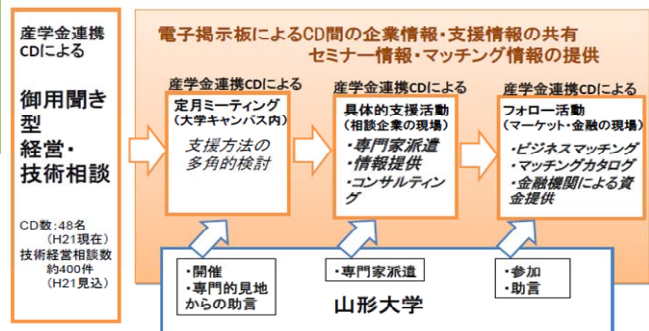 産学金連携
CDによる
御用聞き
型
経営・
技術相談
CD数:48名
(H21現在)
技術経営相談数
約400件
(H21見込)
電子掲示板によるCD間の企業情報・支援情報の共有
セミナー情報・マッチング情報の提供
産学金連携CDによる
定月ミーティング
(大学キャンパス内)
支援方法の
多角的検討
産学金連携CDによる
具体的支援活動
(相談企業の現場)
・専門家派遣
・情報提供
・コンサルティン
グ
産学金連携CDによる
フォロー活動
(マーケット・金融の現場)
・ビジネスマッチング
・マッチングカタログ
・金融機関による資
金提供
・開催
・専門的見地
からの助言
・専門家派遣
・参加
・助言
山形大学